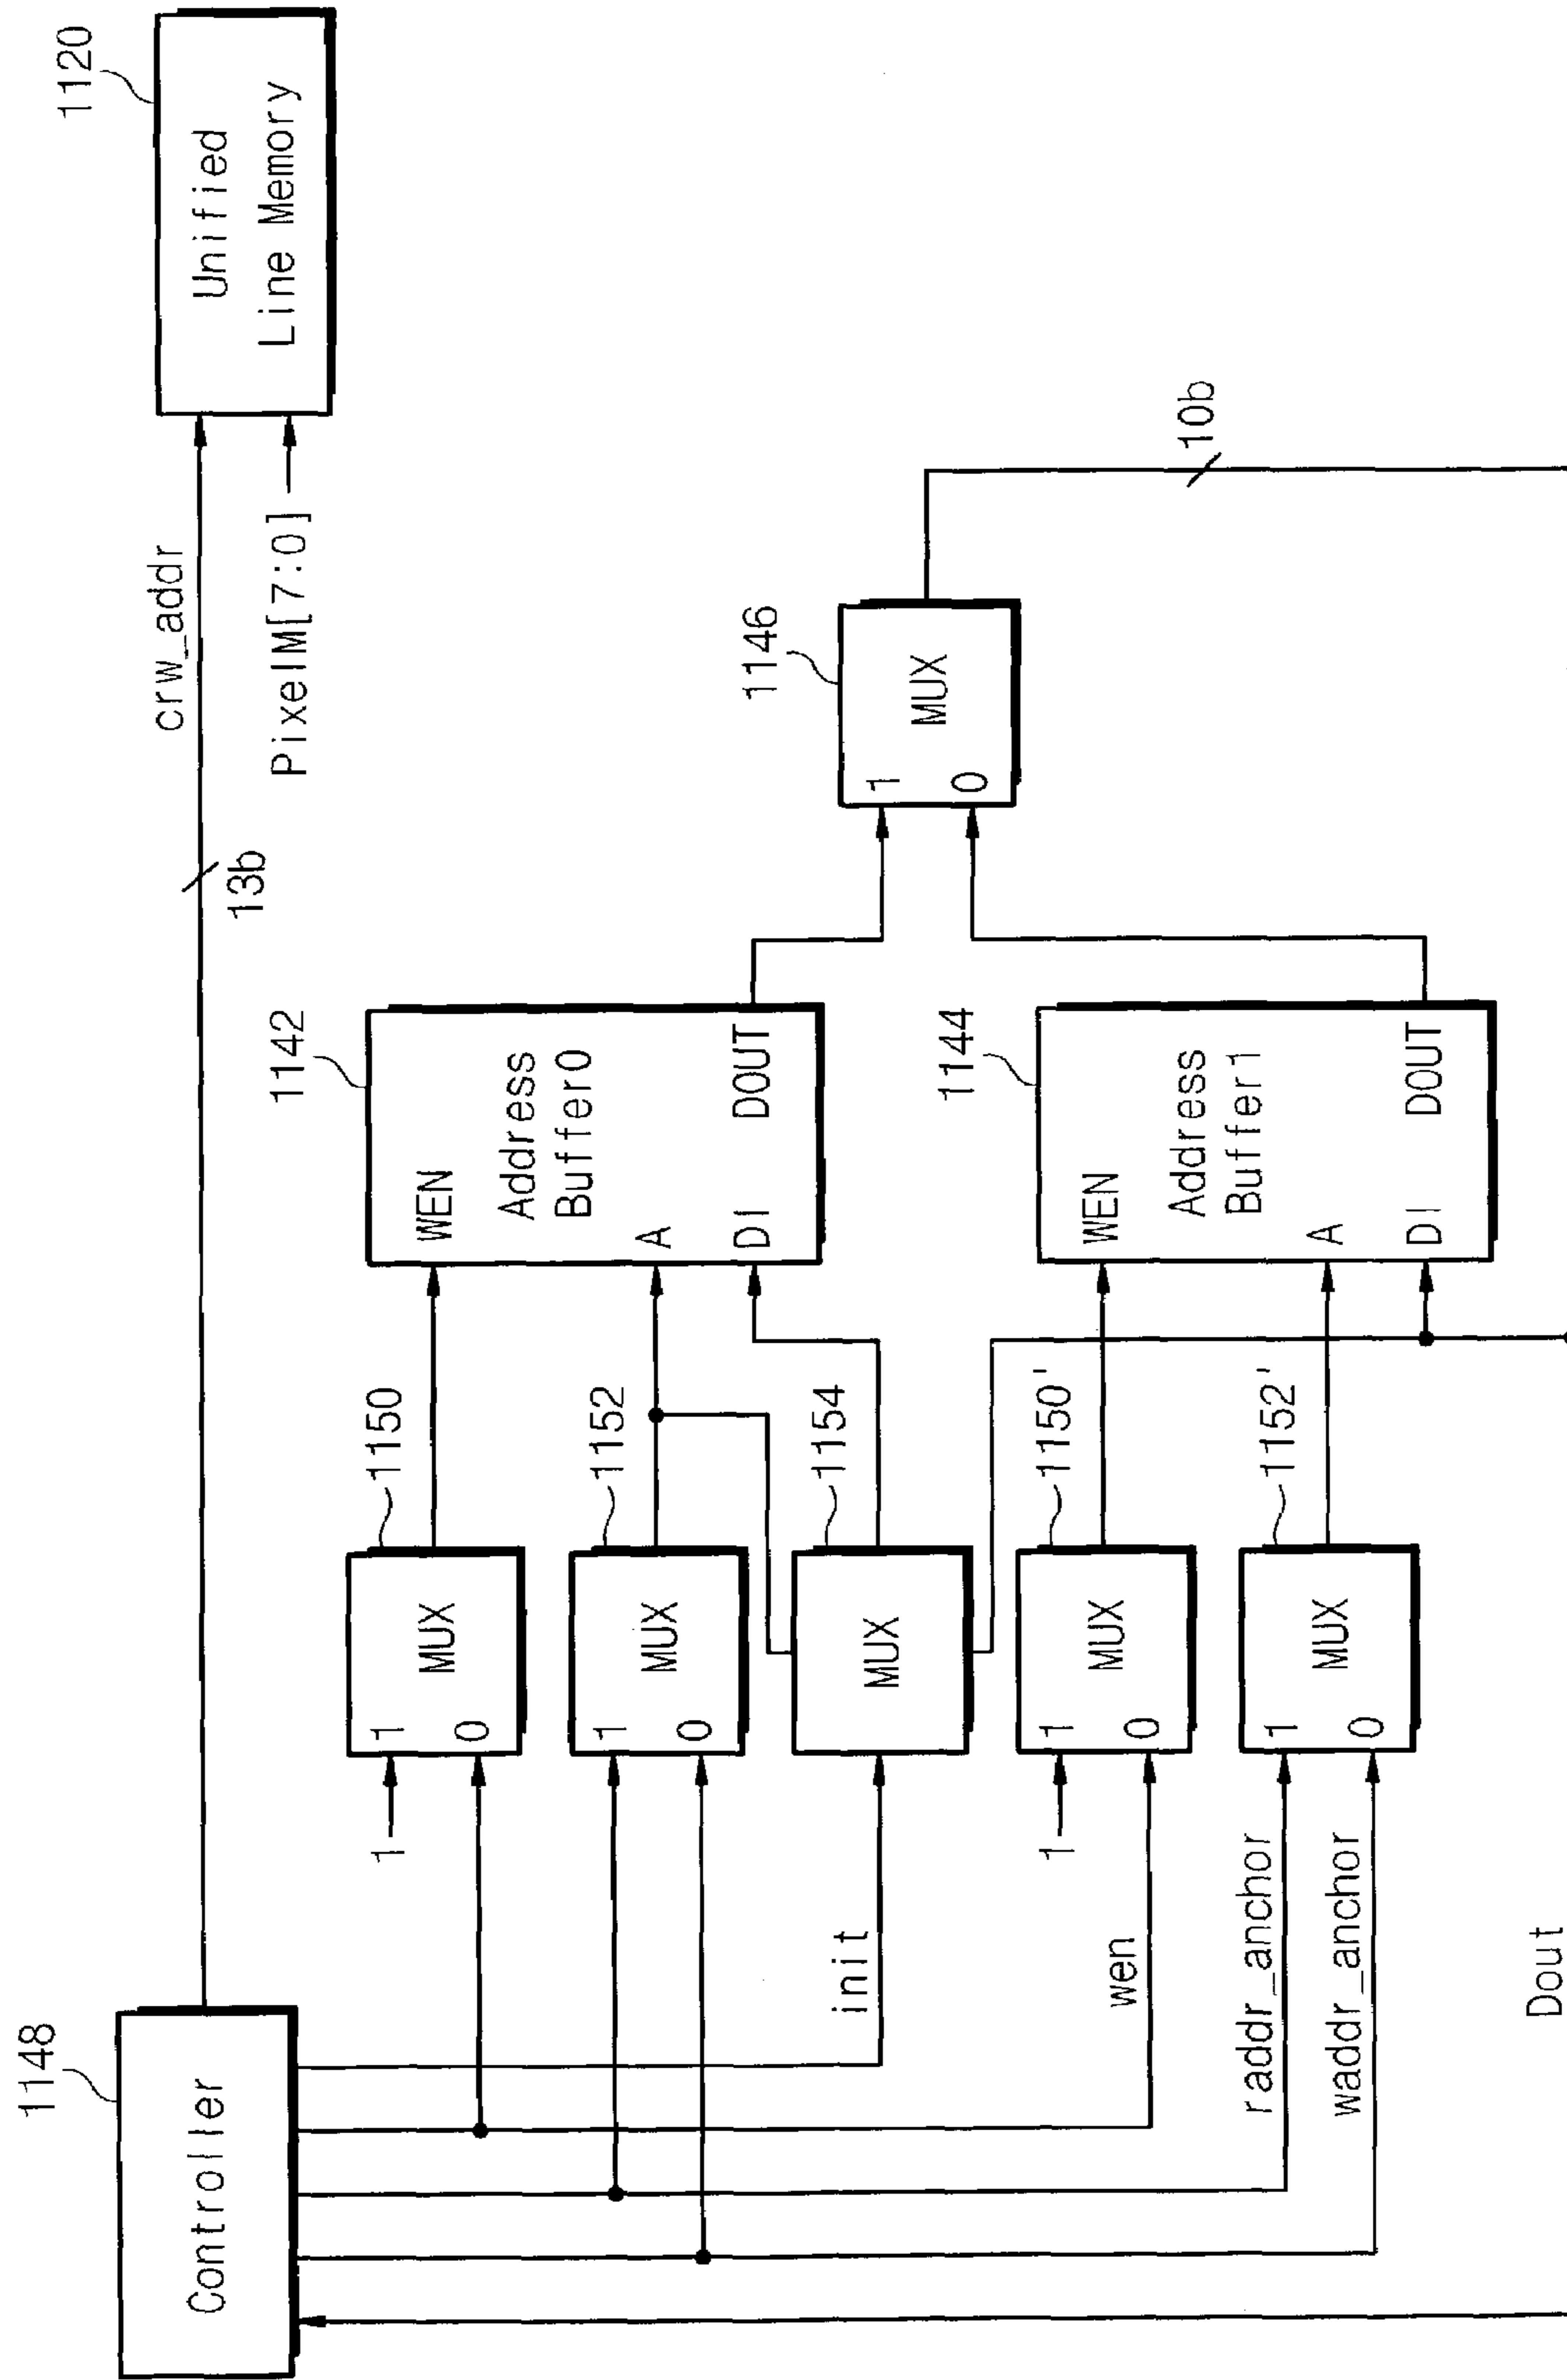 1148
Controller
13b
crw_addr
PixelM[7:0]
1120
Unified
Line Memory
1
1
0
MUX
1150
WEN
Address
Buffer0
A
DI
DOUT
1142
1
0
MUX
1152
init
MUX
1154
1
0
MUX
1146
10b
wen
1
1
0
MUX
1150'
WEN
Address
Buffer1
A
DI
DOUT
1144
raddr_anchor
waddr_anchor
1
0
MUX
1152'
Dout